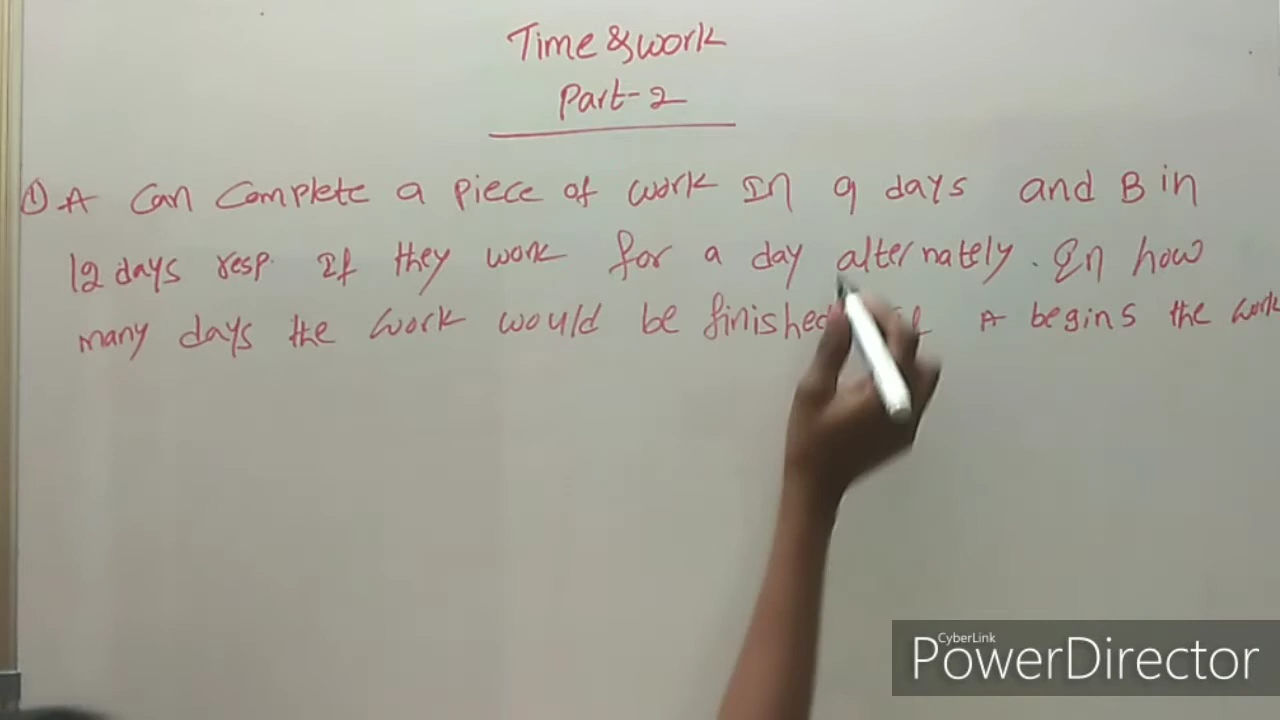 Time & work
Part-2
① A Can Complete a piece of work In 9 days and B in
12 days resp. If they work for a day alternately. In how
many days the work would be finished A begins the work
CyberLink
PowerDirector